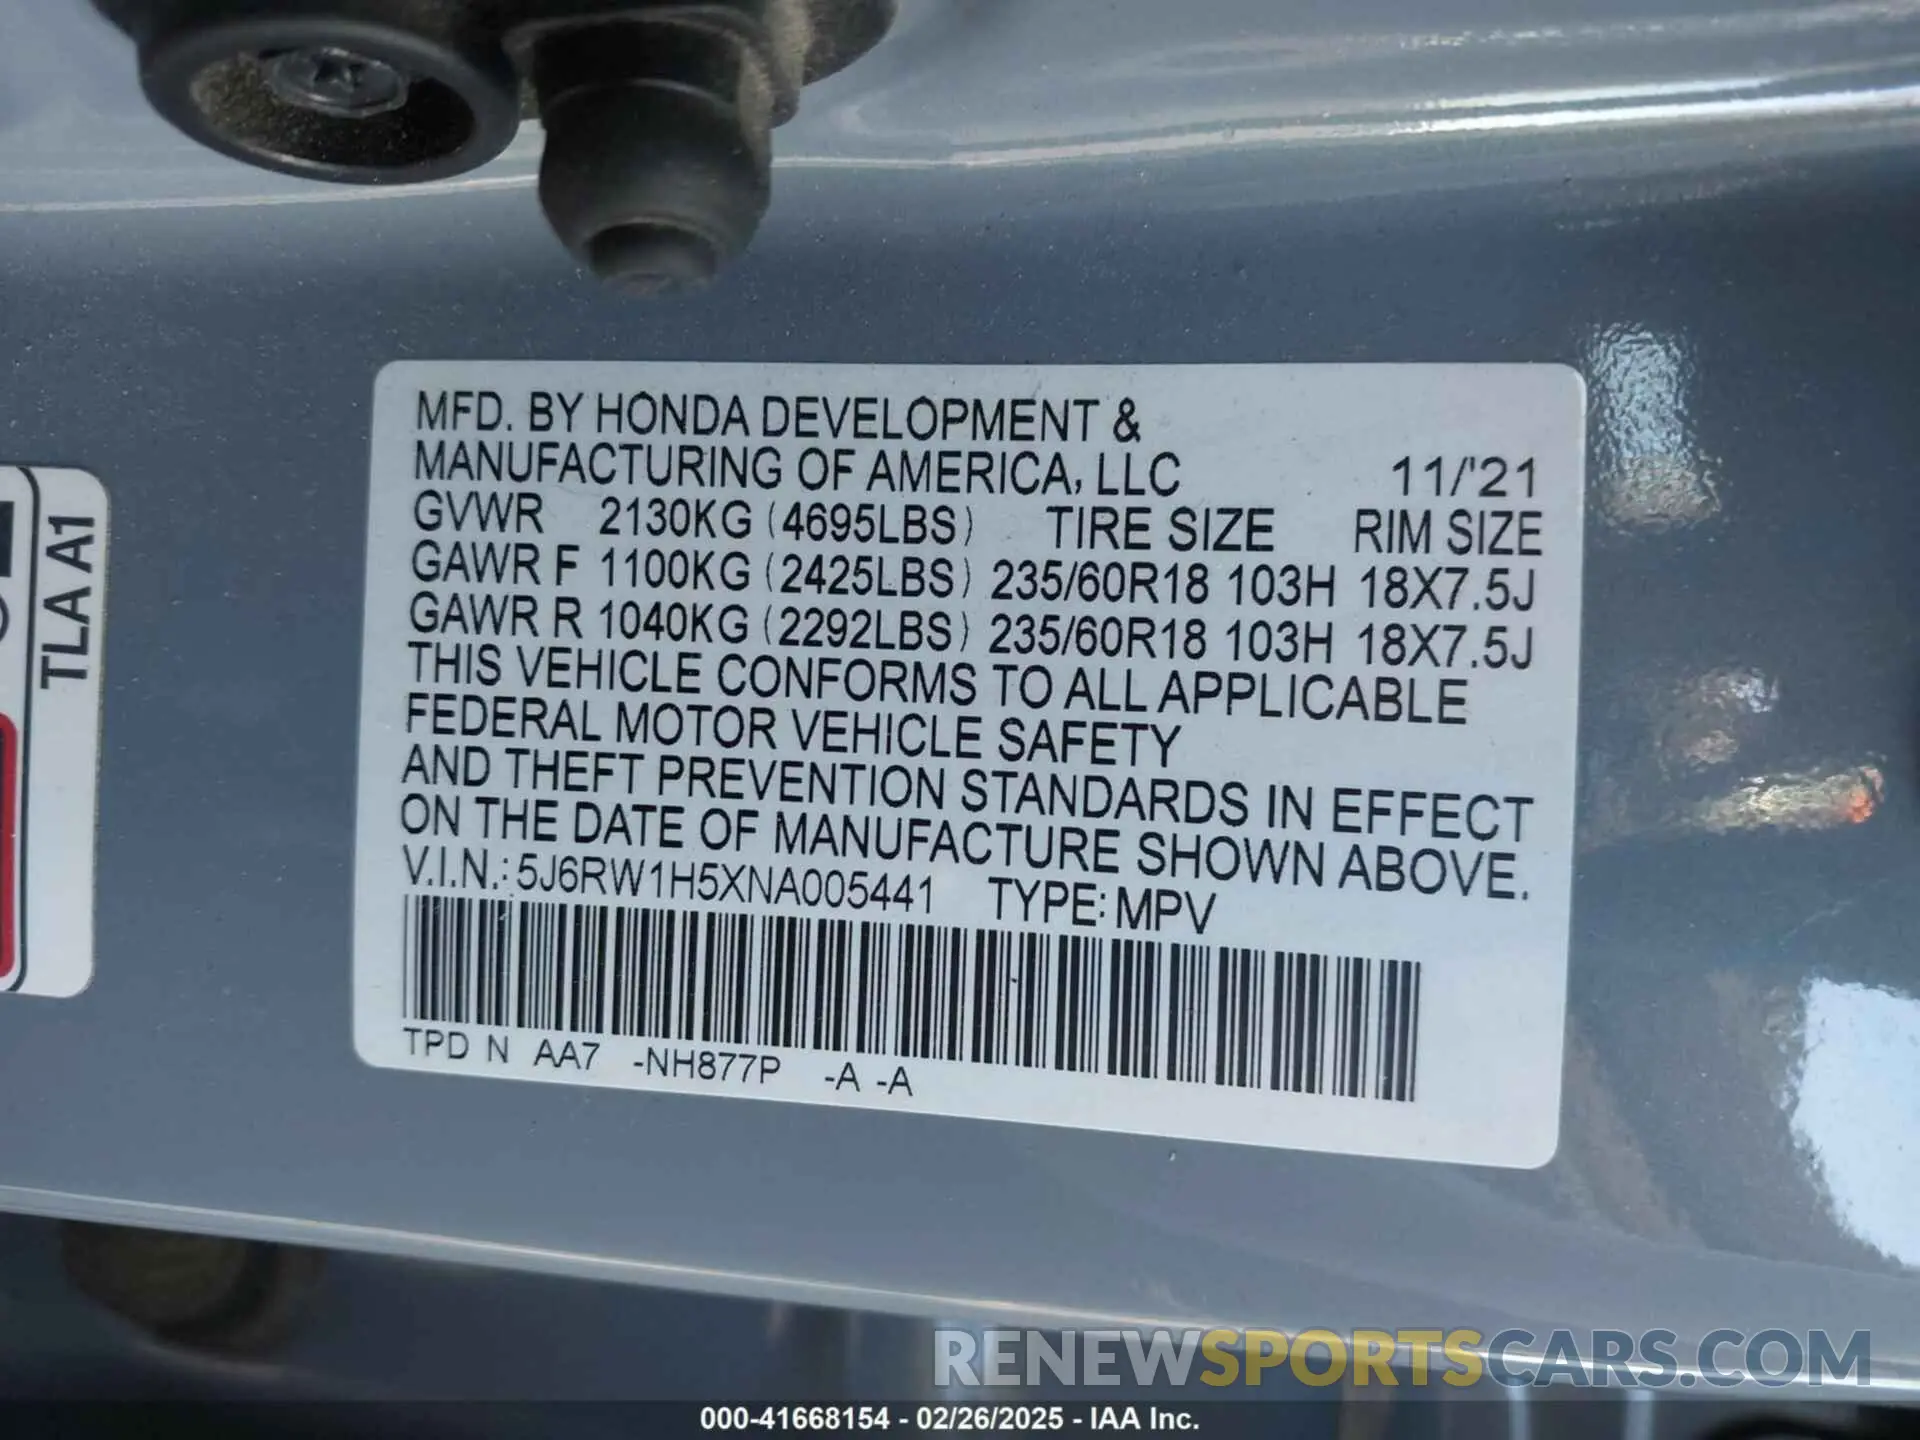 MFD. BY HONDA DEVELOPMENT &
MANUFACTURING OF AMERICA, LLC 11/'21
GVWR 2130KG (4695LBS) TIRE SIZE RIM SIZE
GAWR F 1100KG (2425LBS) 235/60R18 103H 18X7.5J
GAWR R 1040KG (2292LBS) 235/60R18 103H 18X7.5J
THIS VEHICLE CONFORMS TO ALL APPLICABLE
FEDERAL MOTOR VEHICLE SAFETY
AND THEFT PREVENTION STANDARDS IN EFFECT
ON THE DATE OF MANUFACTURE SHOWN ABOVE.
V.I.N.: 5J6RW1H5XNA005441 TYPE: MPV
TPD N AA7 -NH877P -A -A
TLA A1
RENEWSPORTSCARS.COM
000-41668154 - 02/26/2025 - IAA Inc.